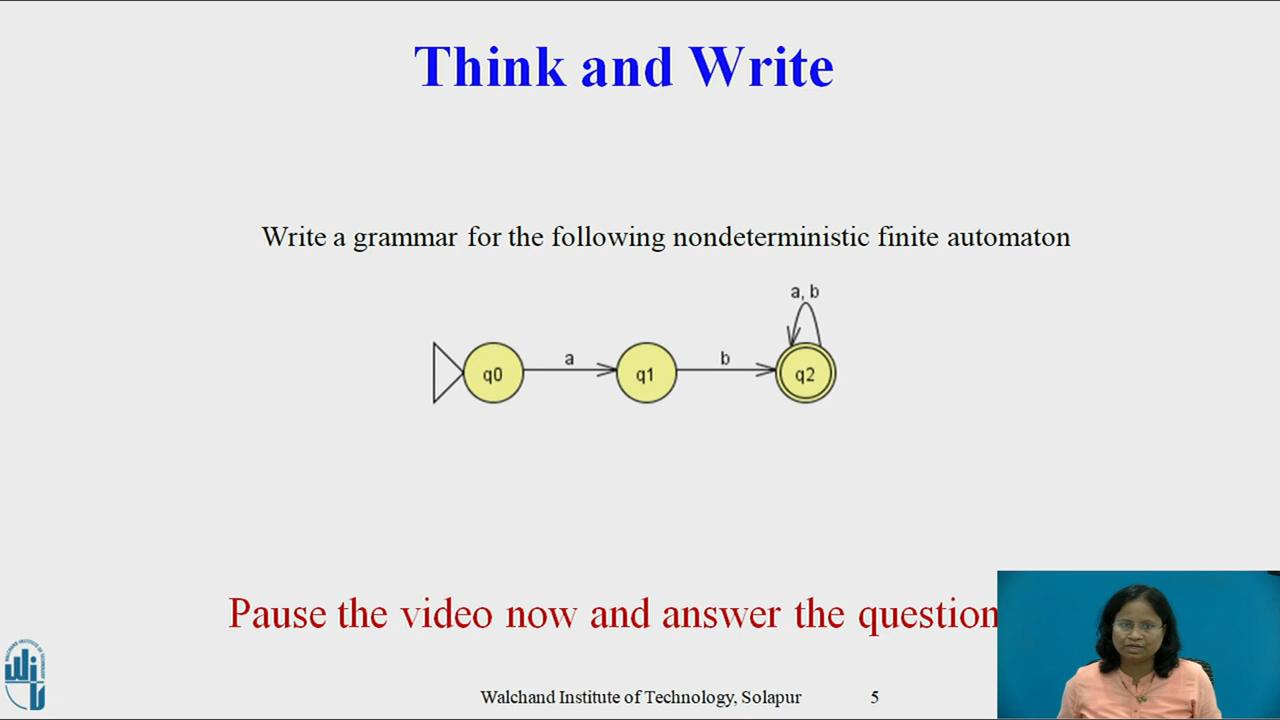 Think and Write
Write a grammar for the following nondeterministic finite automaton
a, b
q0 a q1 b q2
Pause the video now and answer the question
Walchand Institute of Technology, Solapur 5